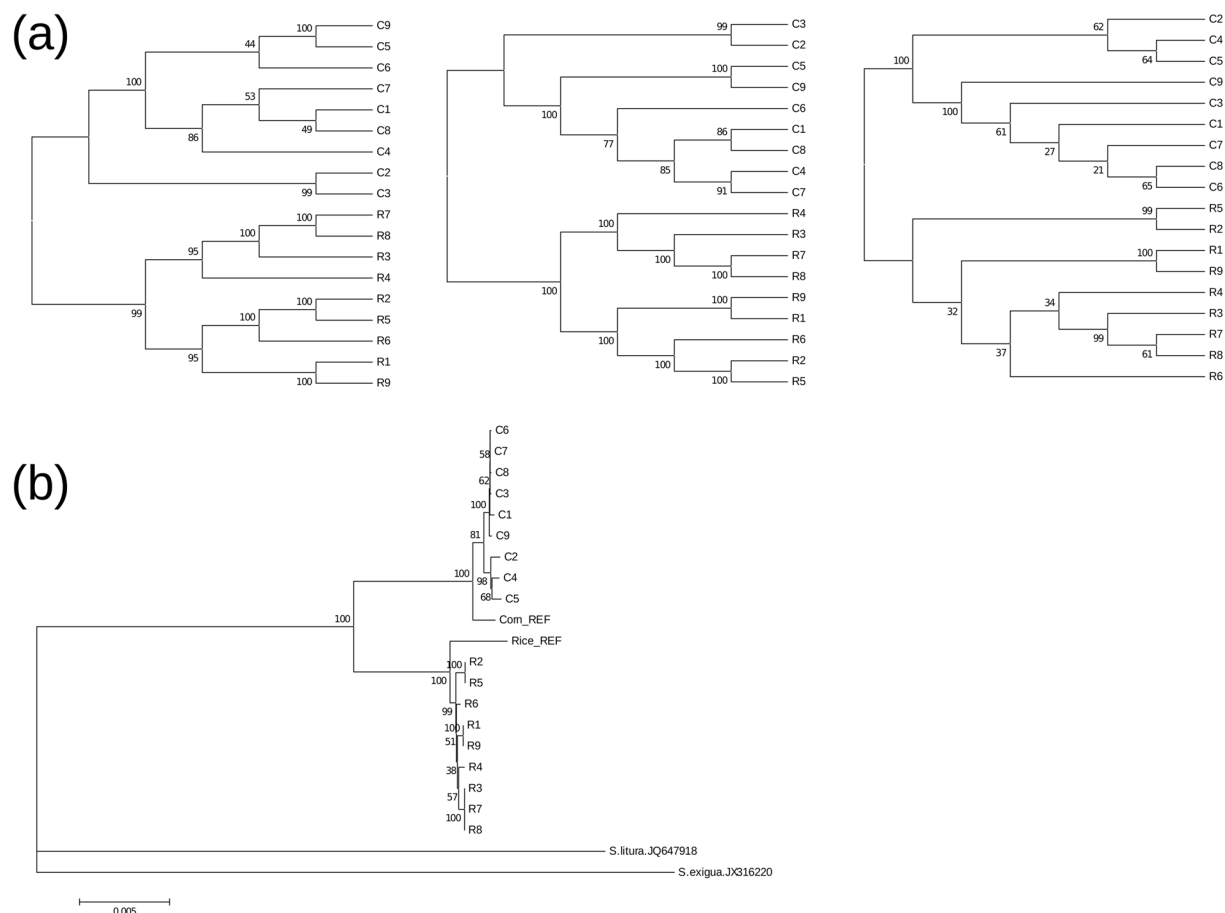 (a)
100 C9
44 C5
C6
100
53 C7
C1
49 C8
86
C4
C2
99 C3
100 R7
R8
100
R3
95
R4
99
100 R2
R5
100
R6
95
R1
100 R9
99 C3
C2
100 C5
C9
100
C6
77
86 C1
C8
85
C4
91 C7
100 R4
R3
100
R7
100 R8
100
100 R9
R1
100
R6
100
R2
100 R5
62 C2
C4
64 C5
100
C9
100
C3
61
C1
27
C7
21
C8
65 C6
99 R5
R2
100 R1
R9
32
34 R4
R3
99
R7
61 R8
37
R6
(b)
C6
58 C7
C8
62
C3
100
C1
81 C9
C2
98 C4
68 C5
100
Corn_REF
100
Rice_REF
100 R2
100 R5
R6
99
100 R1
51 R9
R4
38
R3
57
R7
100
R8
S.litura.JQ647918
S.exigua.JX316220
0.005